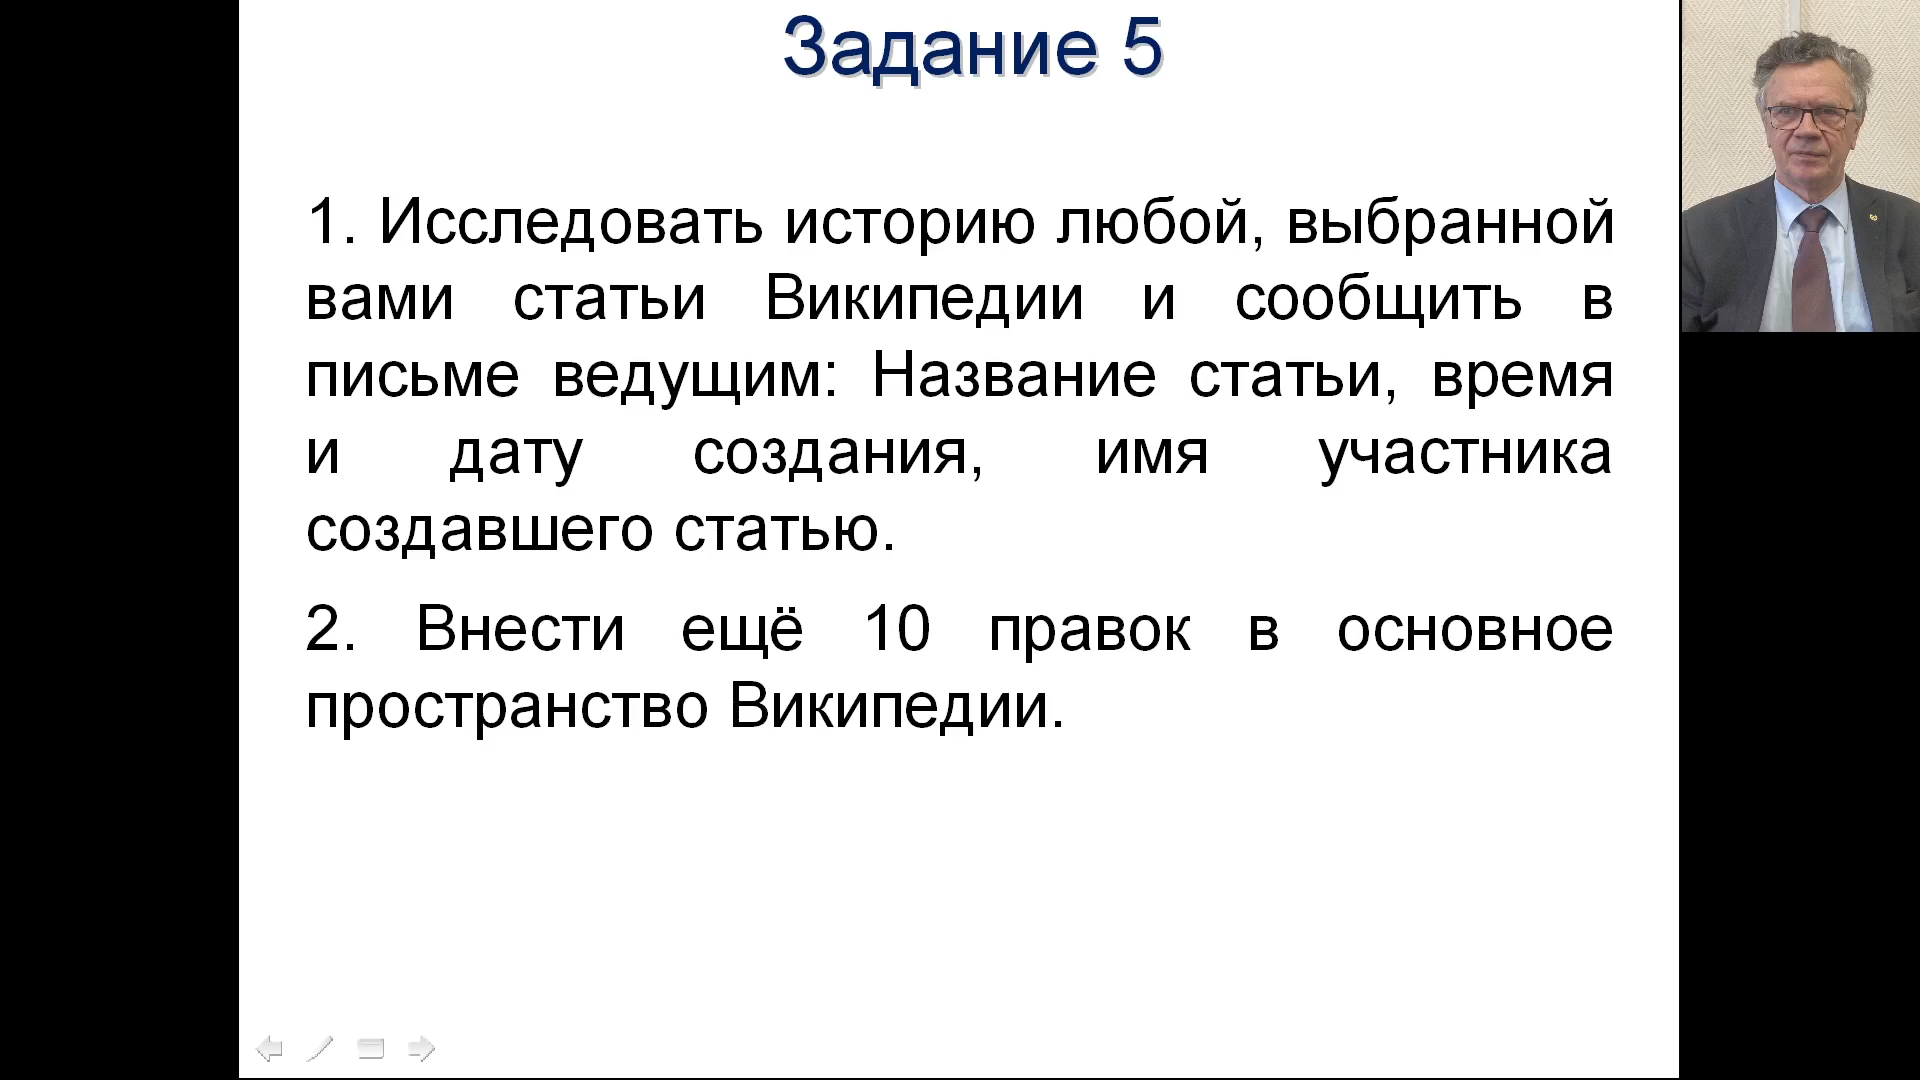 Задание 5
1. Исследовать историю любой, выбранной
вами статьи Википедии и сообщить в
письме ведущим: Название статьи, время
и дату создания, имя участника
создавшего статью.
2. Внести ещё 10 правок в основное
пространство Википедии.